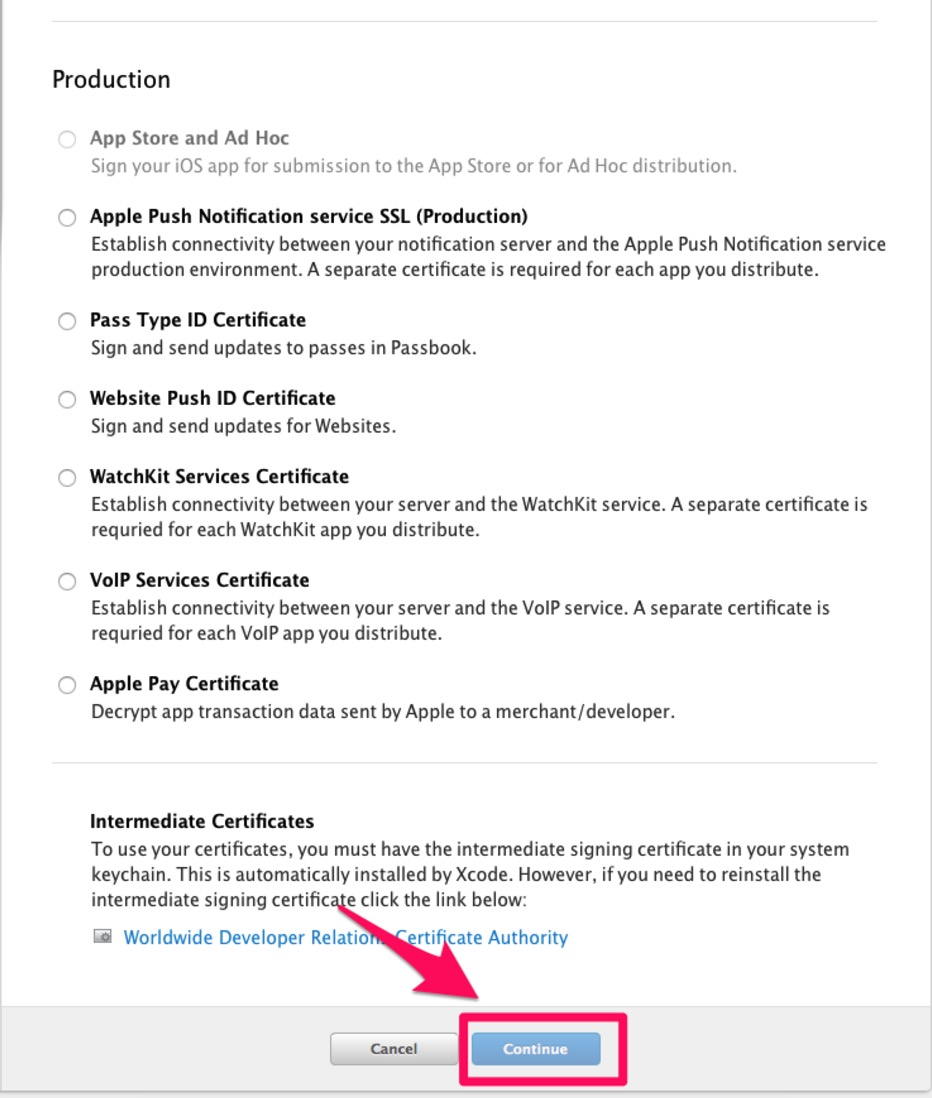 Production
App Store and Ad Hoc
Sign your iOS app for submission to the App Store or for Ad Hoc distribution.
Apple Push Notification service SSL (Production)
Establish connectivity between your notification server and the Apple Push Notification service
production environment. A separate certificate is required for each app you distribute.
Pass Type ID Certificate
Sign and send updates to passes in Passbook.
Website Push ID Certificate
Sign and send updates for Websites.
WatchKit Services Certificate
Establish connectivity between your server and the WatchKit service. A separate certificate is
requried for each WatchKit app you distribute.
VoIP Services Certificate
Establish connectivity between your server and the VoIP service. A separate certificate is
requried for each VoIP app you distribute.
Apple Pay Certificate
Decrypt app transaction data sent by Apple to a merchant/developer.
Intermediate Certificates
To use your certificates, you must have the intermediate signing certificate in your system
keychain. This is automatically installed by Xcode. However, if you need to reinstall the
intermediate signing certificate click the link below:
Worldwide Developer Relations Certificate Authority
Cancel
Continue